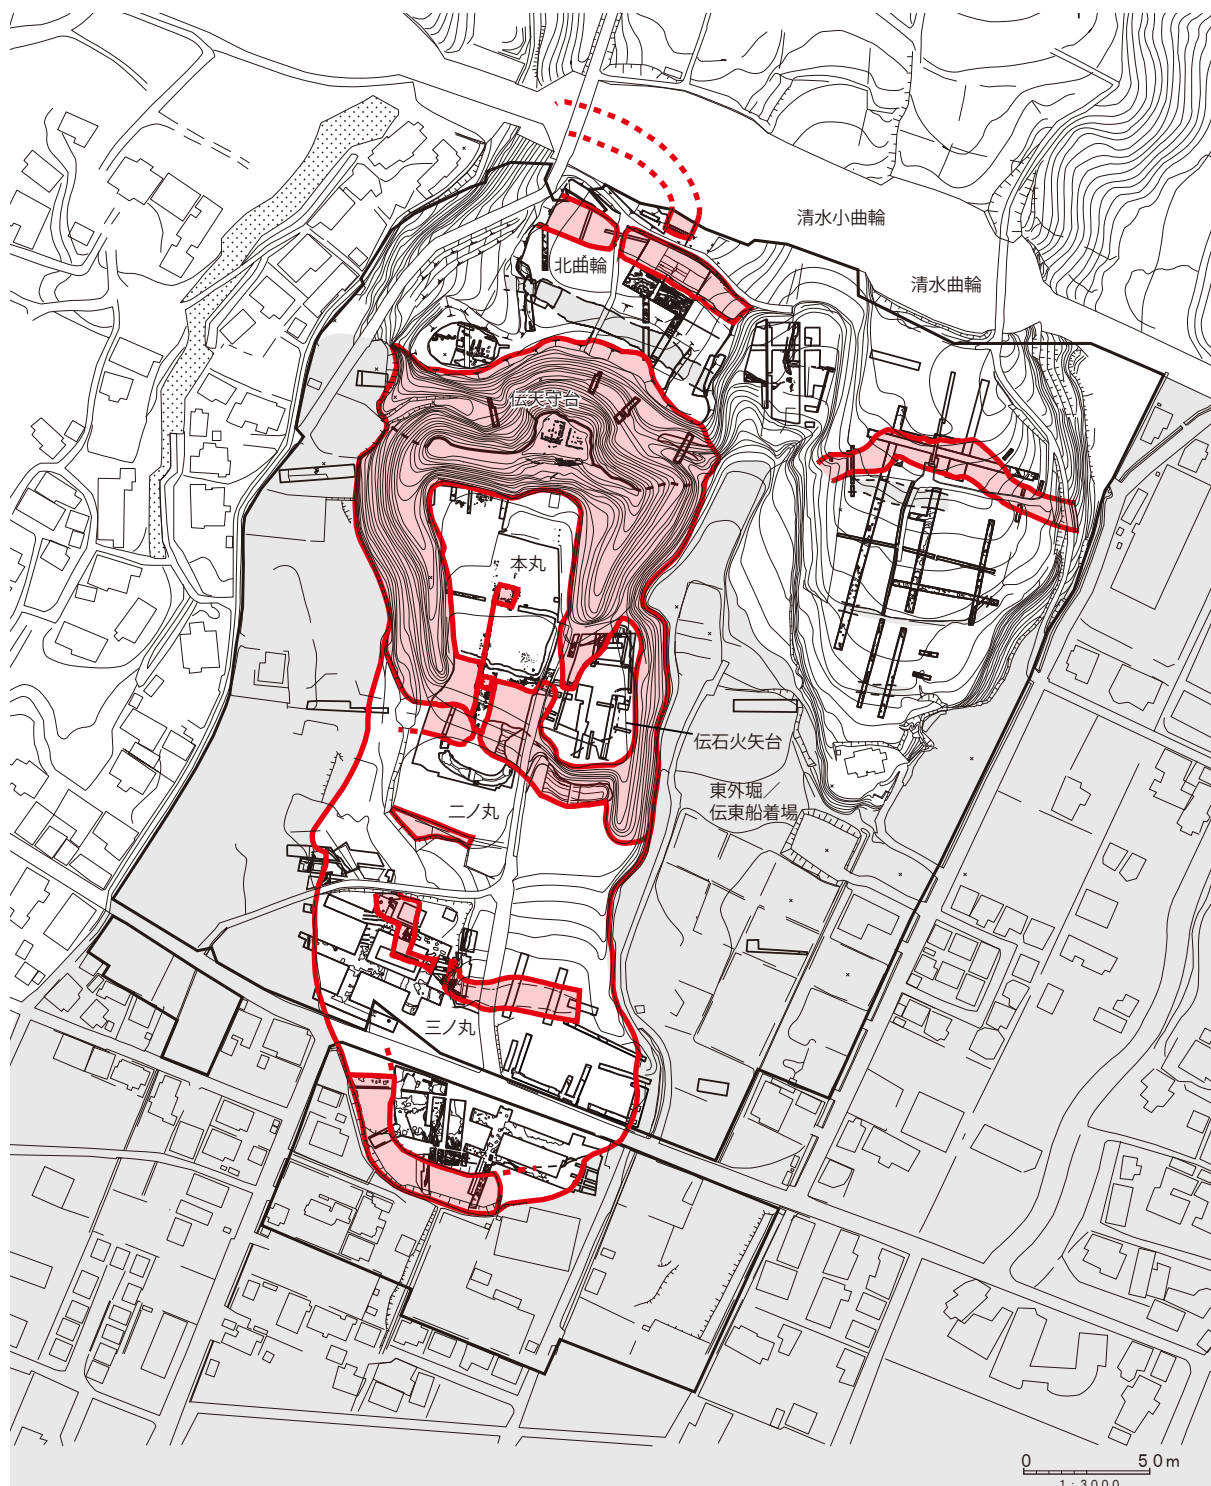 清水小曲輪
北曲輪
清水曲輪
伝天守台
本丸
伝石火矢台
東外堀／
伝東船着場
二ノ丸
三ノ丸
0 50m
1:3000